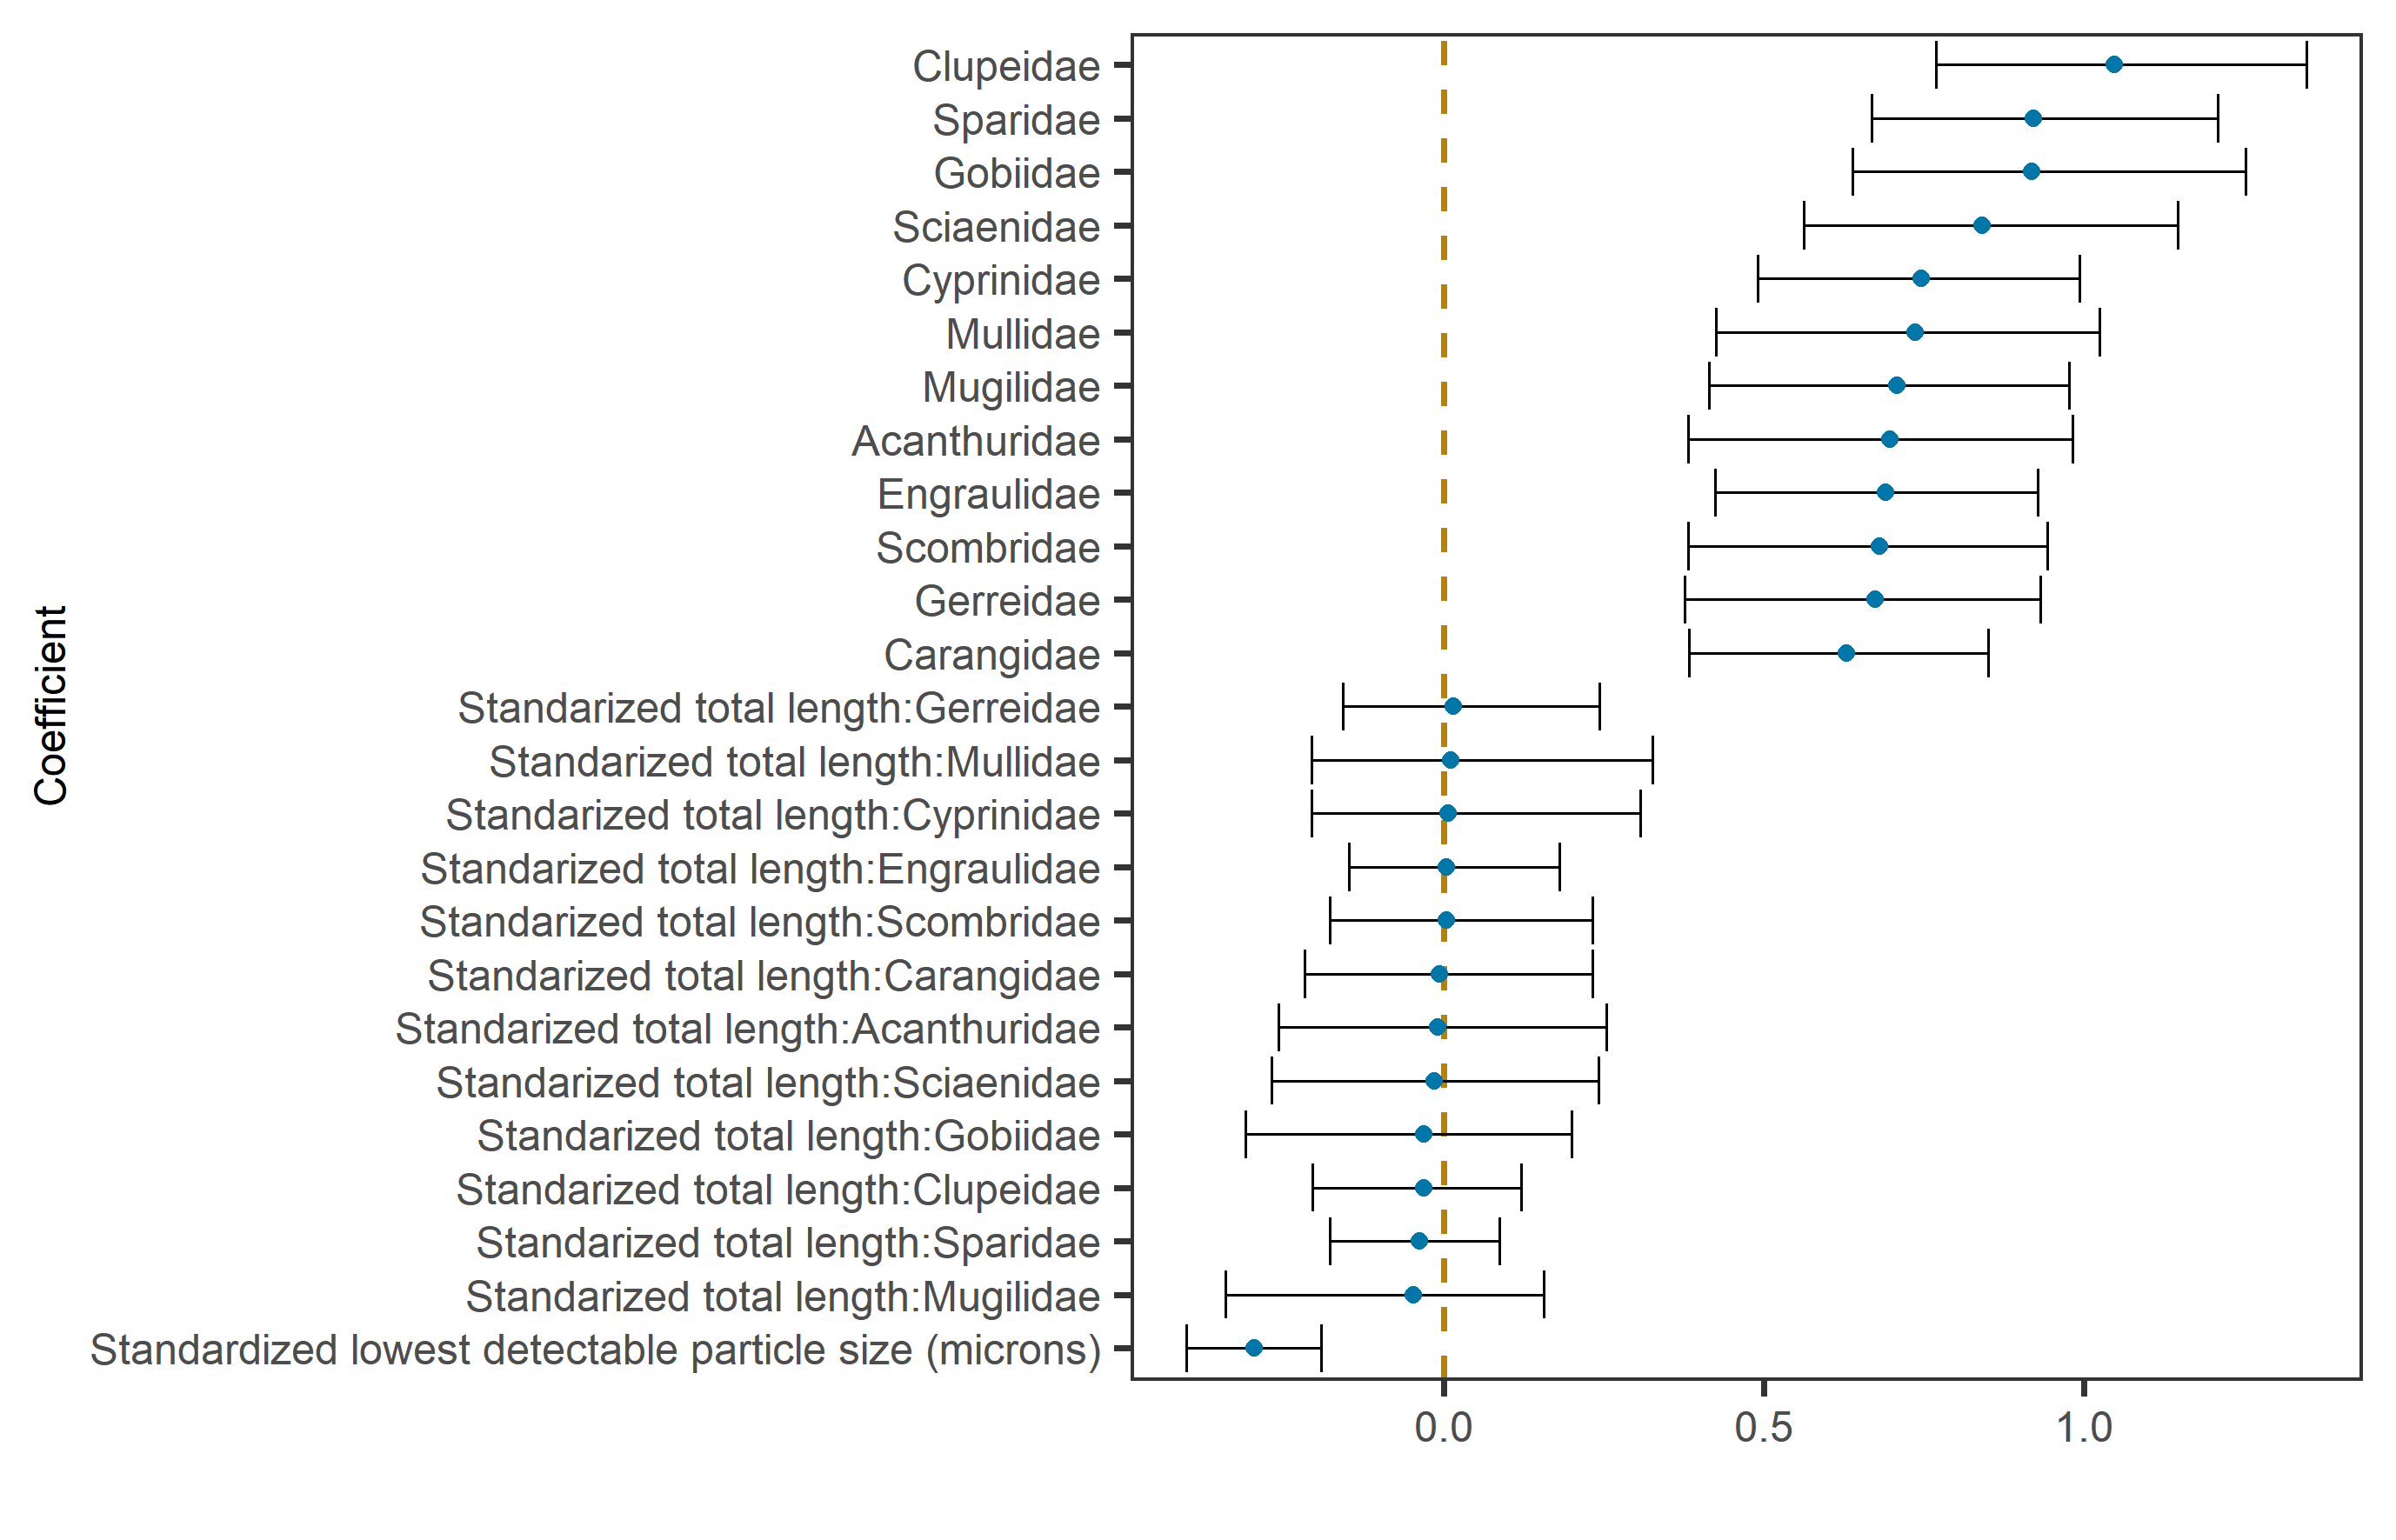 Coefficient
Clupeidae
Sparidae
Gobiidae
Sciaenidae
Cyprinidae
Mullidae
Mugilidae
Acanthuridae
Engraulidae
Scombridae
Gerreidae
Carangidae
Standarized total length:Gerreidae
Standarized total length:Mullidae
Standarized total length:Cyprinidae
Standarized total length:Engraulidae
Standarized total length:Scombridae
Standarized total length:Carangidae
Standarized total length:Acanthuridae
Standarized total length:Sciaenidae
Standarized total length:Gobiidae
Standarized total length:Clupeidae
Standarized total length:Sparidae
Standarized total length:Mugilidae
Standardized lowest detectable particle size (microns)
0.0 0.5 1.0